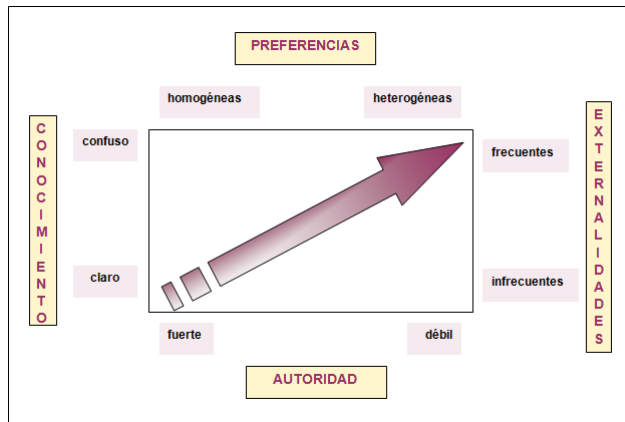 PREFERENCIAS
homogéneas
heterogéneas
CONOCIMIENTO
confuso
frecuentes
EXTERNALIDADES
claro
infrecuentes
fuerte
débil
AUTORIDAD